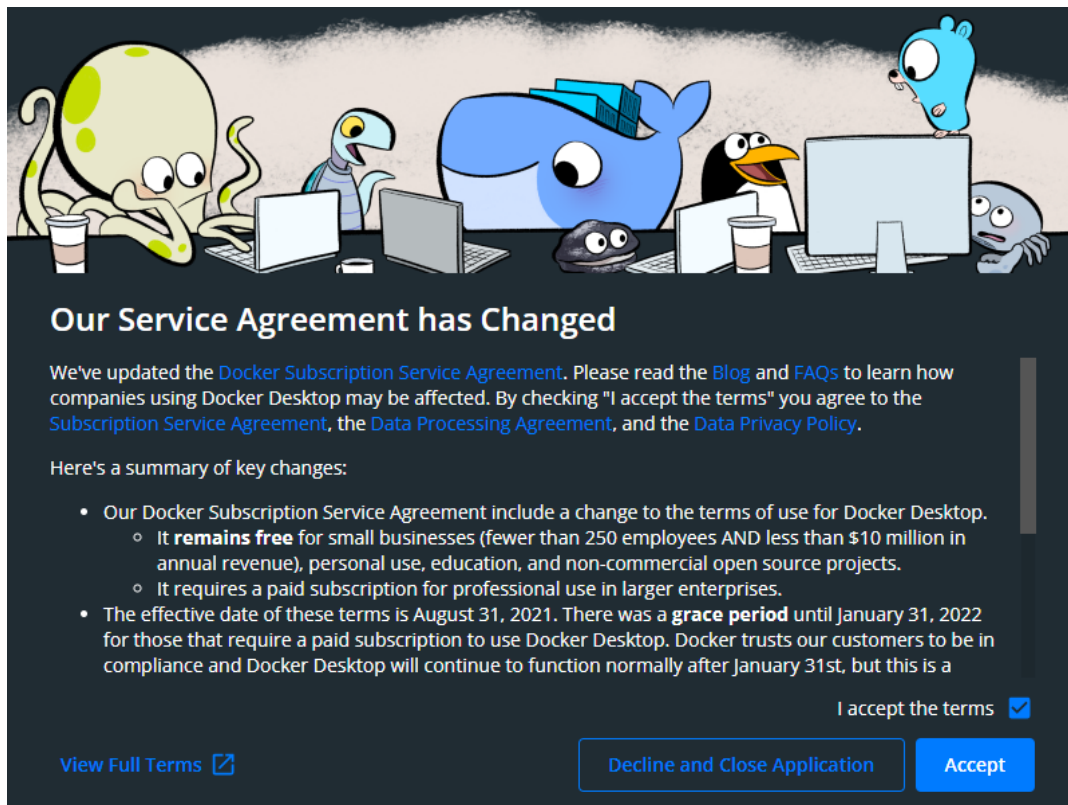 Our Service Agreement has Changed
We've updated the Docker Subscription Service Agreement. Please read the Blog and FAQs to learn how
companies using Docker Desktop may be affected. By checking "I accept the terms" you agree to the
Subscription Service Agreement, the Data Processing Agreement, and the Data Privacy Policy.
Here's a summary of key changes:
• Our Docker Subscription Service Agreement include a change to the terms of use for Docker Desktop.
◦ It remains free for small businesses (fewer than 250 employees AND less than $10 million in
annual revenue), personal use, education, and non-commercial open source projects.
◦ It requires a paid subscription for professional use in larger enterprises.
• The effective date of these terms is August 31, 2021. There was a grace period until January 31, 2022
for those that require a paid subscription to use Docker Desktop. Docker trusts our customers to be in
compliance and Docker Desktop will continue to function normally after January 31st, but this is a
I accept the terms
View Full Terms
Decline and Close Application
Accept